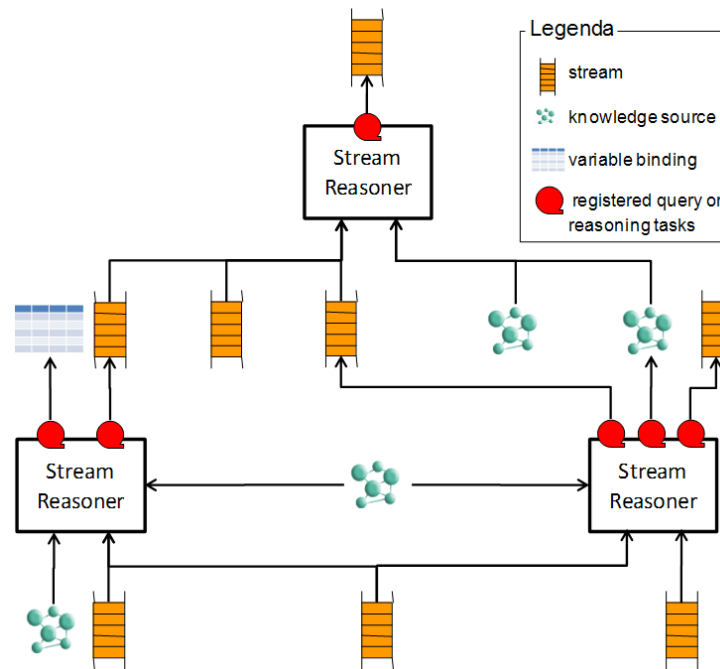 Legenda
stream
knowledge source
variable binding
registered query or
reasoning tasks
Stream
Reasoner
Stream
Reasoner
Stream
Reasoner